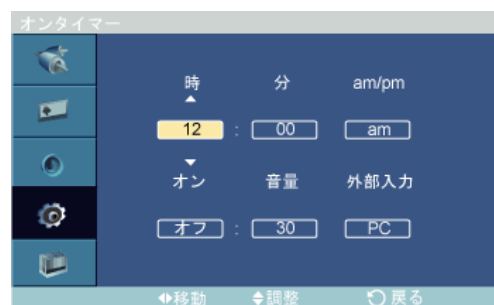 オンタイマー
時 分 am/pm
12 : 00 am
オン 音量 外部入力
オフ : 30 PC
移動 調整 戻る